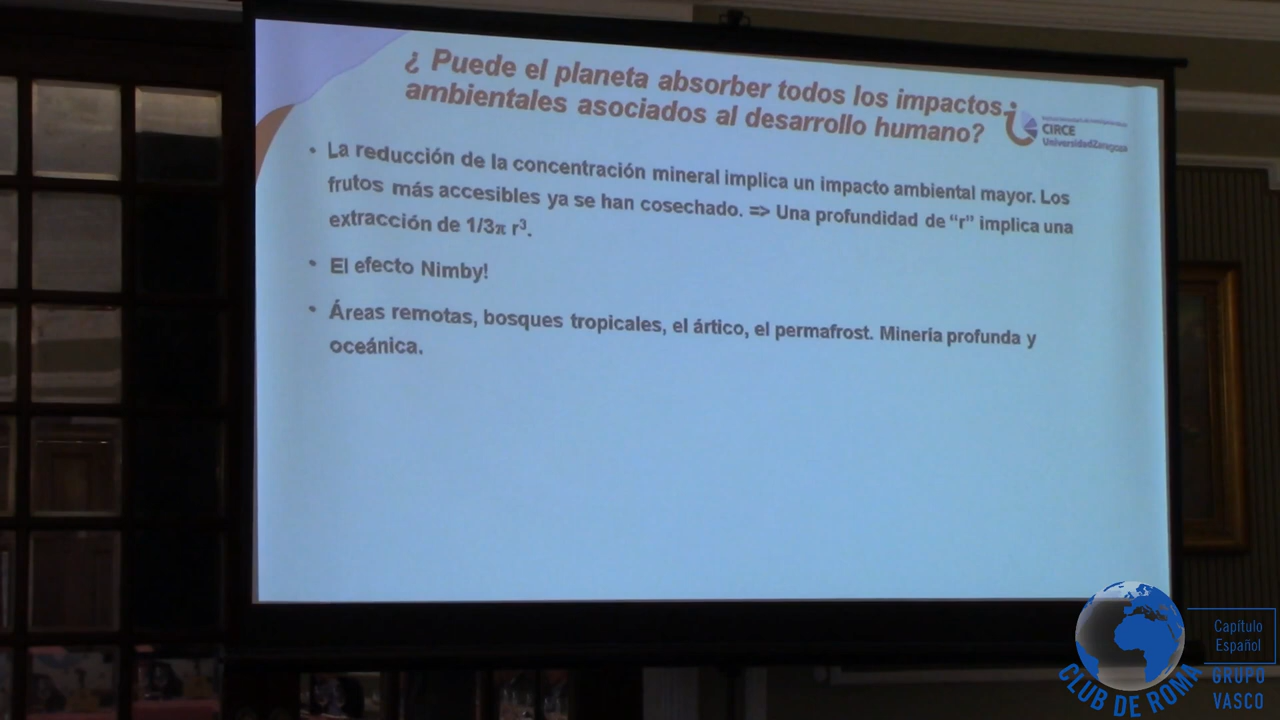 ¿ Puede el planeta absorber todos los impactos
ambientales asociados al desarrollo humano?
CIRCE
UniversidadZaragoza
• La reducción de la concentración mineral implica un impacto ambiental mayor. Los
frutos más accesibles ya se han cosechado. => Una profundidad de “r” implica una
extracción de 1/3π r³.
• El efecto Nimby!
• Áreas remotas, bosques tropicales, el ártico, el permafrost. Minería profunda y
oceánica.
CLUB DE ROMA
Capítulo
Español
GRUPO
VASCO